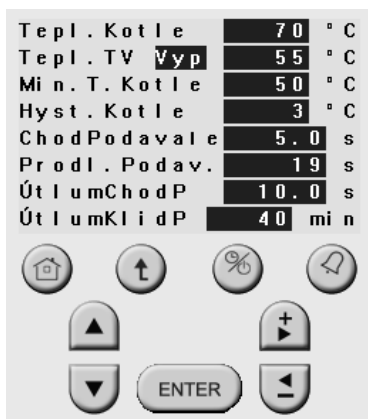 Tepl.Kotle 70 °C
Tepl.TV Vyp 55 °C
Min.T.Kotle 50 °C
Hyst.Kotle 3 °C
ChodPodavale 5.0 s
Prodl.Podav. 19 s
ÚtlumChodP 10.0 s
ÚtlumKlidP 40 min
ENTER